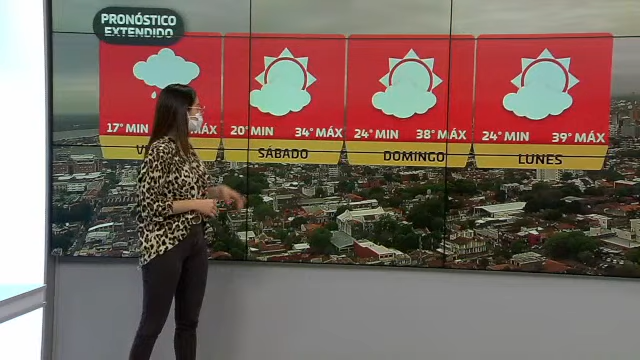 PRONÓSTICO
EXTENDIDO
17° MIN MÁX
20° MIN 34° MÁX
24° MIN 38° MÁX
24° MIN 39° MÁX
SÁBADO
DOMINGO
LUNES